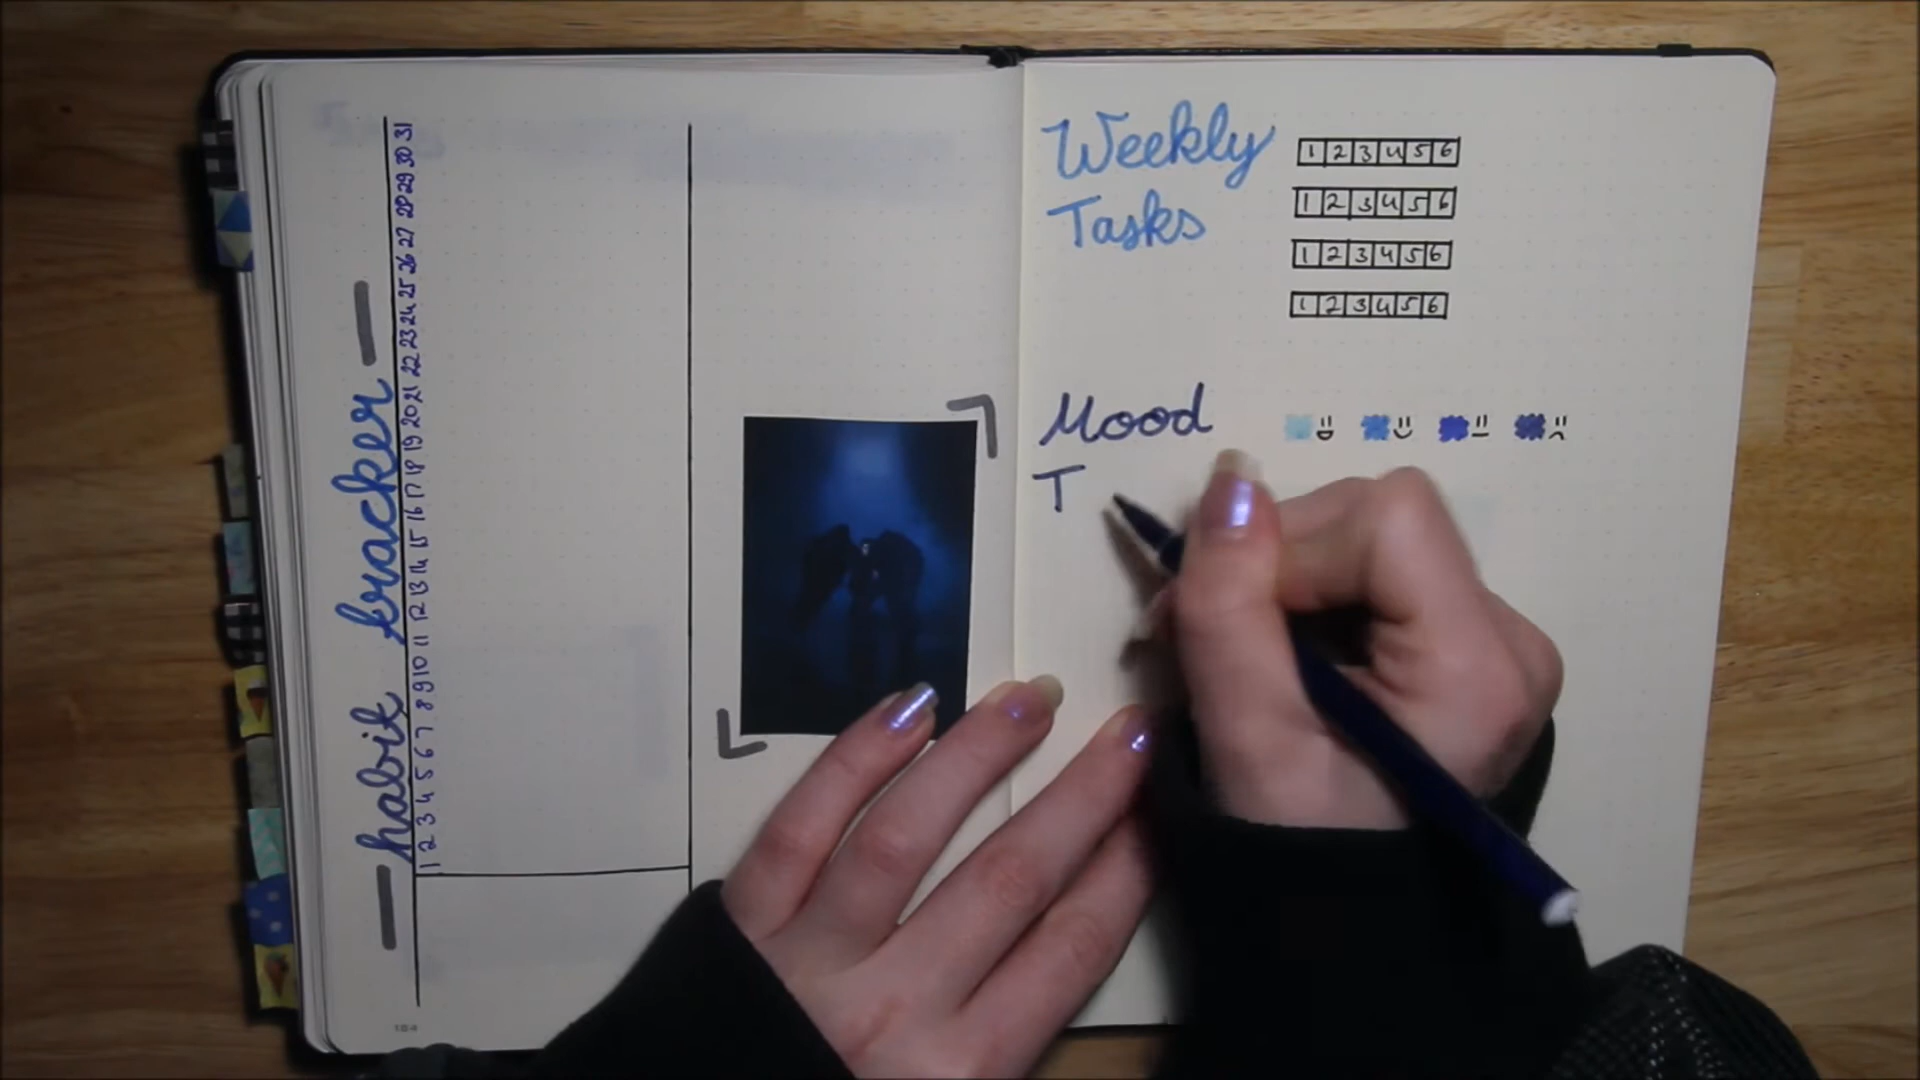 habit tracker
1 2 3 4 5 6 7 8 9 10 11 12 13 14 15 16 17 18 19 20 21 22 23 24 25 26 27 28 29 30 31
184
Weekly
Tasks
1 2 3 4 5 6
1 2 3 4 5 6
1 2 3 4 5 6
1 2 3 4 5 6
Mood
T